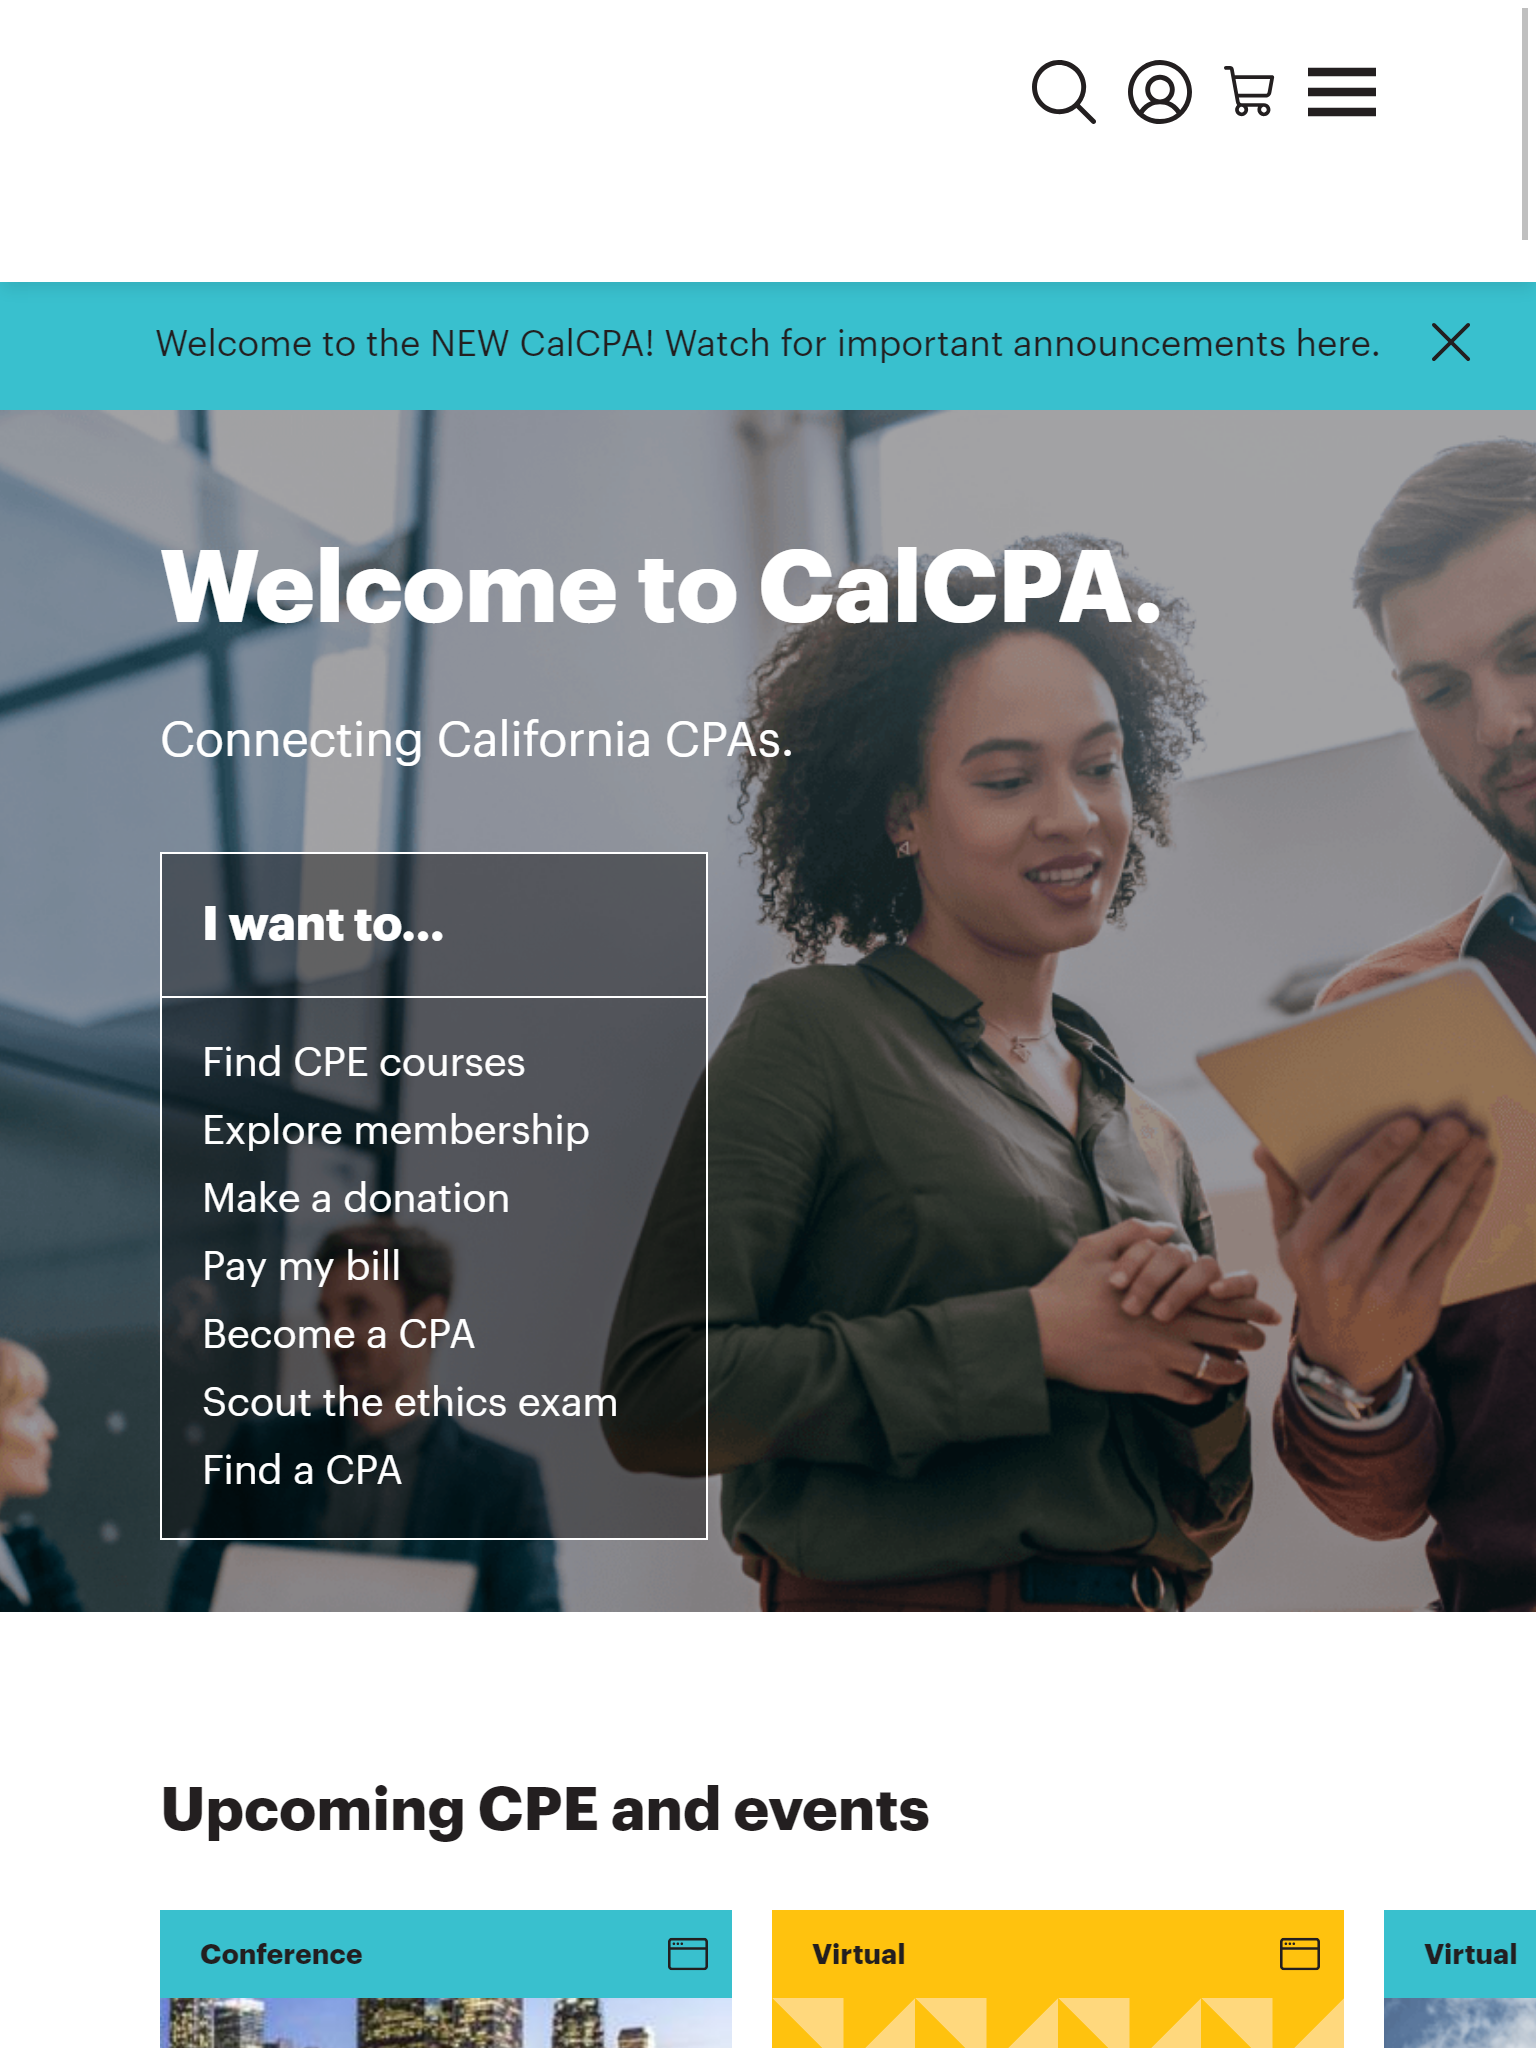 Welcome to the NEW CalCPA! Watch for important announcements here.
Welcome to CalCPA.
Connecting California CPAs.
I want to...
Find CPE courses
Explore membership
Make a donation
Pay my bill
Become a CPA
Scout the ethics exam
Find a CPA
Upcoming CPE and events
Conference
Virtual
Virtual